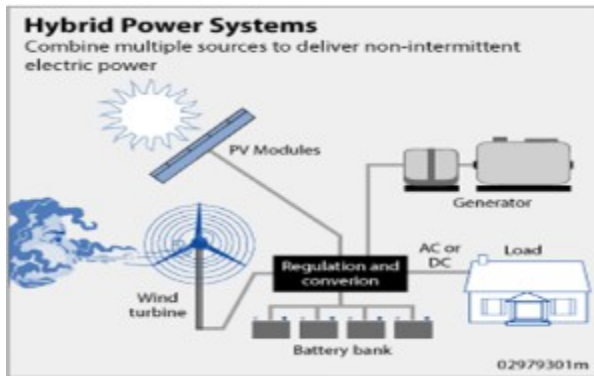 Hybrid Power Systems
Combine multiple sources to deliver non-intermittent
electric power
PV Modules
Generator
AC or
DC
Load
Regulation and
converion
Wind
turbine
Battery bank
02979301m